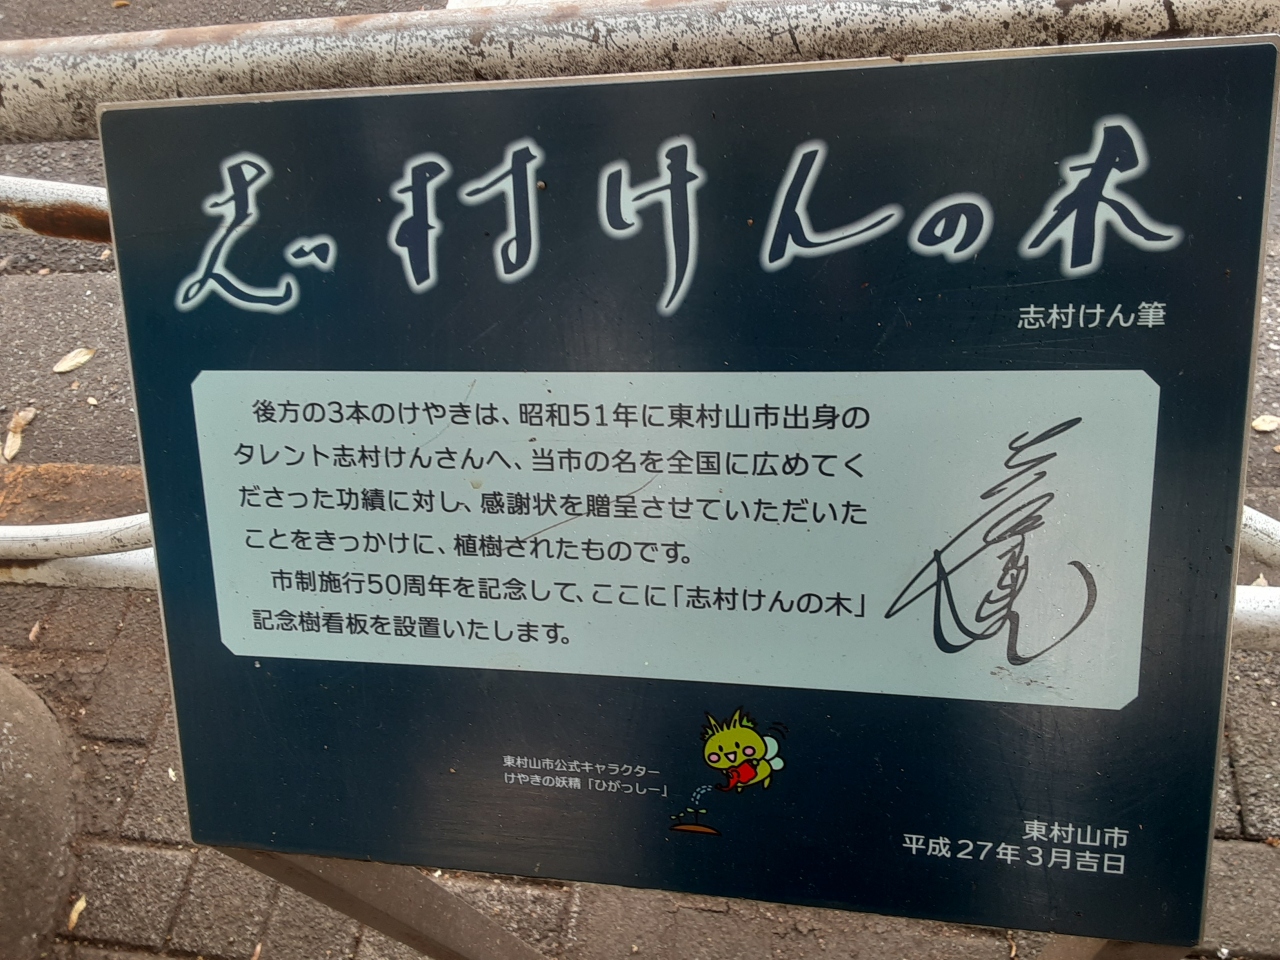 志村けんの木
志村けん筆
後方の3本のけやきは、昭和51年に東村山市出身の
タレント志村けんさんへ、当市の名を全国に広めてく
ださった功績に対し、感謝状を贈呈させていただいた
ことをきっかけに、植樹されたものです。
市制施行50周年を記念して、ここに「志村けんの木」
記念樹看板を設置いたします。
東村山市公式キャラクター
けやきの妖精「ひがっしー」
東村山市
平成27年3月吉日